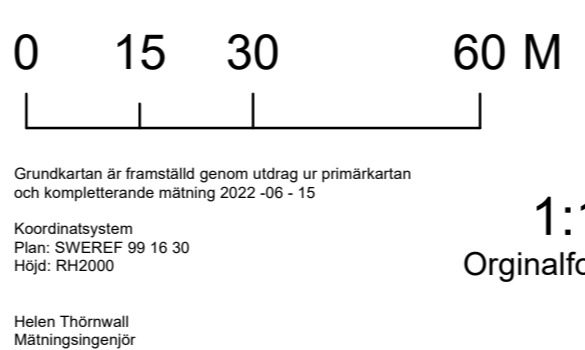 0 15 30 60 M
Grundkartan är framställd genom utdrag ur primärkartan
och kompletterande mätning 2022 -06 - 15
Koordinatsystem
Plan: SWEREF 99 16 30
Höjd: RH2000
Helen Thörnwall
Mätningsingenjör